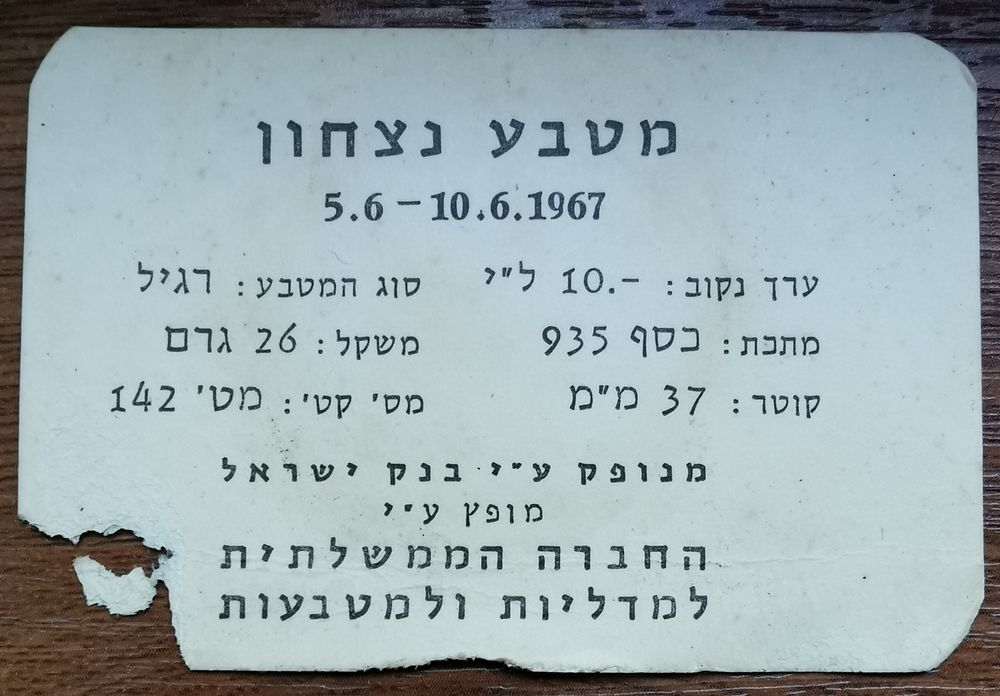 מטבע נצחון
5.6 – 10.6.1967
ערך נקוב: 10.– ל"י סוג המטבע: רגיל
מתכת: כסף 935 משקל: 26 גרם
קוטר: 37 מ"מ מס' קט': מט' 142
מנופק ע"י בנק ישראל
מופץ ע"י
החברה הממשלתית
למדליות ולמטבעות